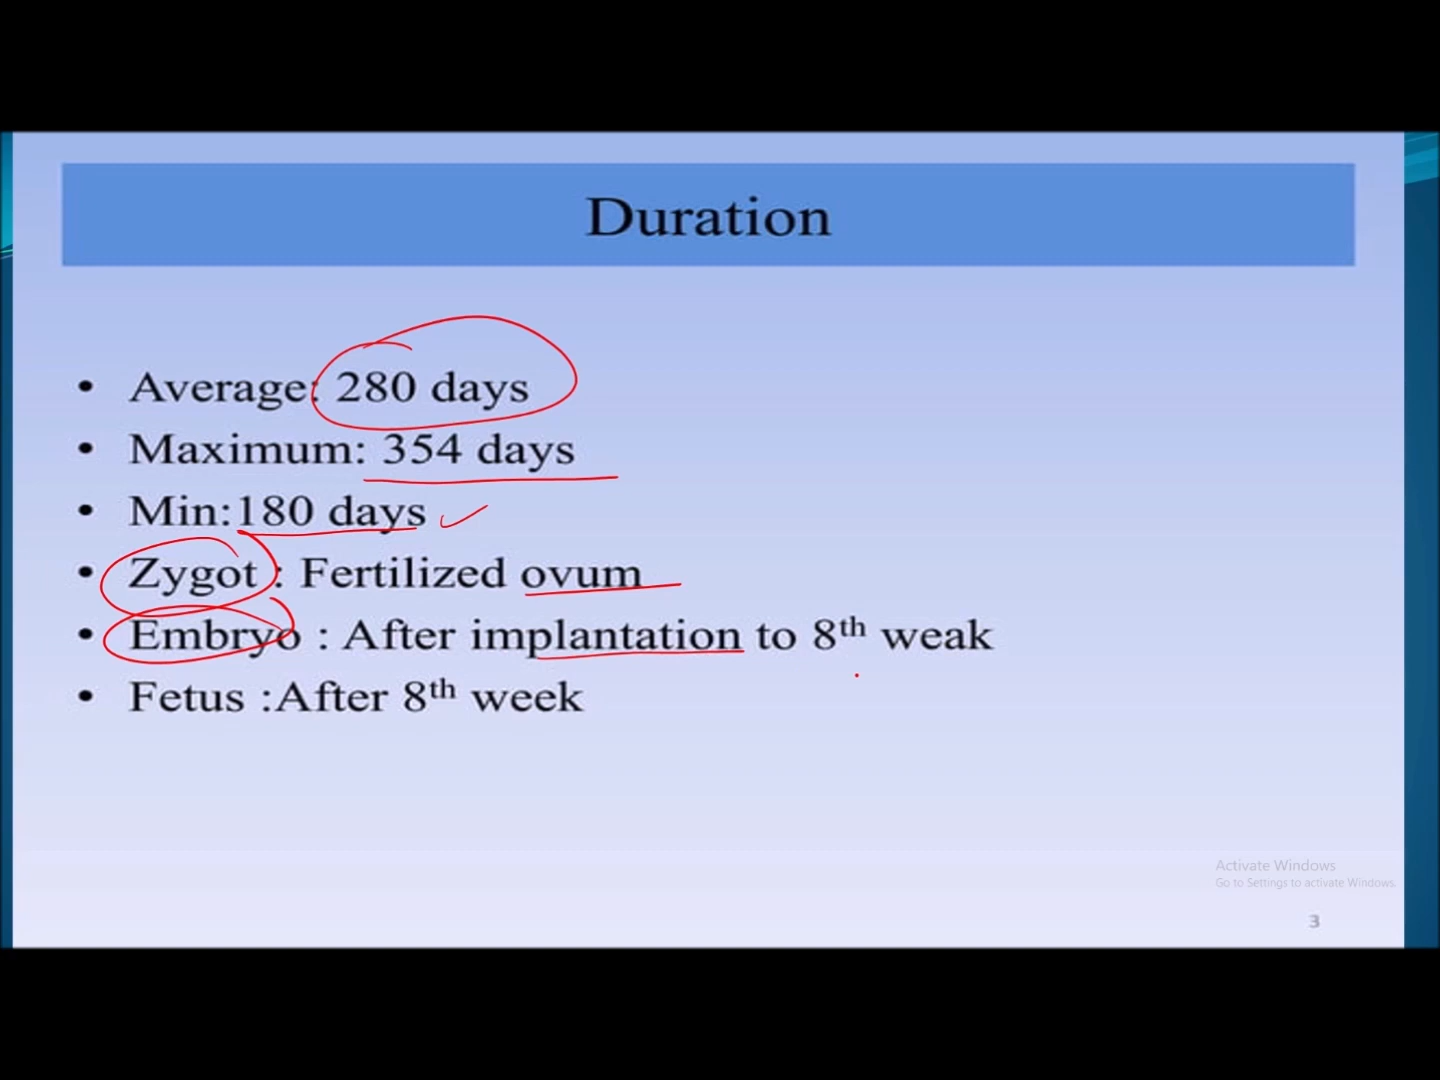 Duration
• Average: 280 days
• Maximum: 354 days
• Min:180 days
• Zygot : Fertilized ovum
• Embryo : After implantation to 8th weak
• Fetus :After 8th week
Activate Windows
Go to Settings to activate Windows.
3